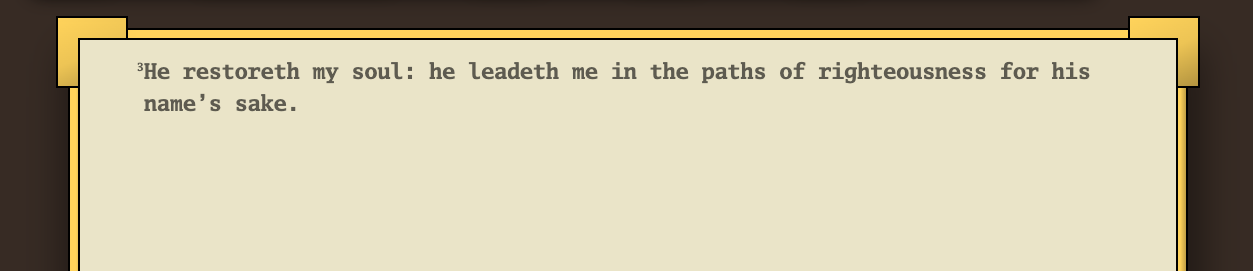 ³He restoreth my soul: he leadeth me in the paths of righteousness for his
name’s sake.